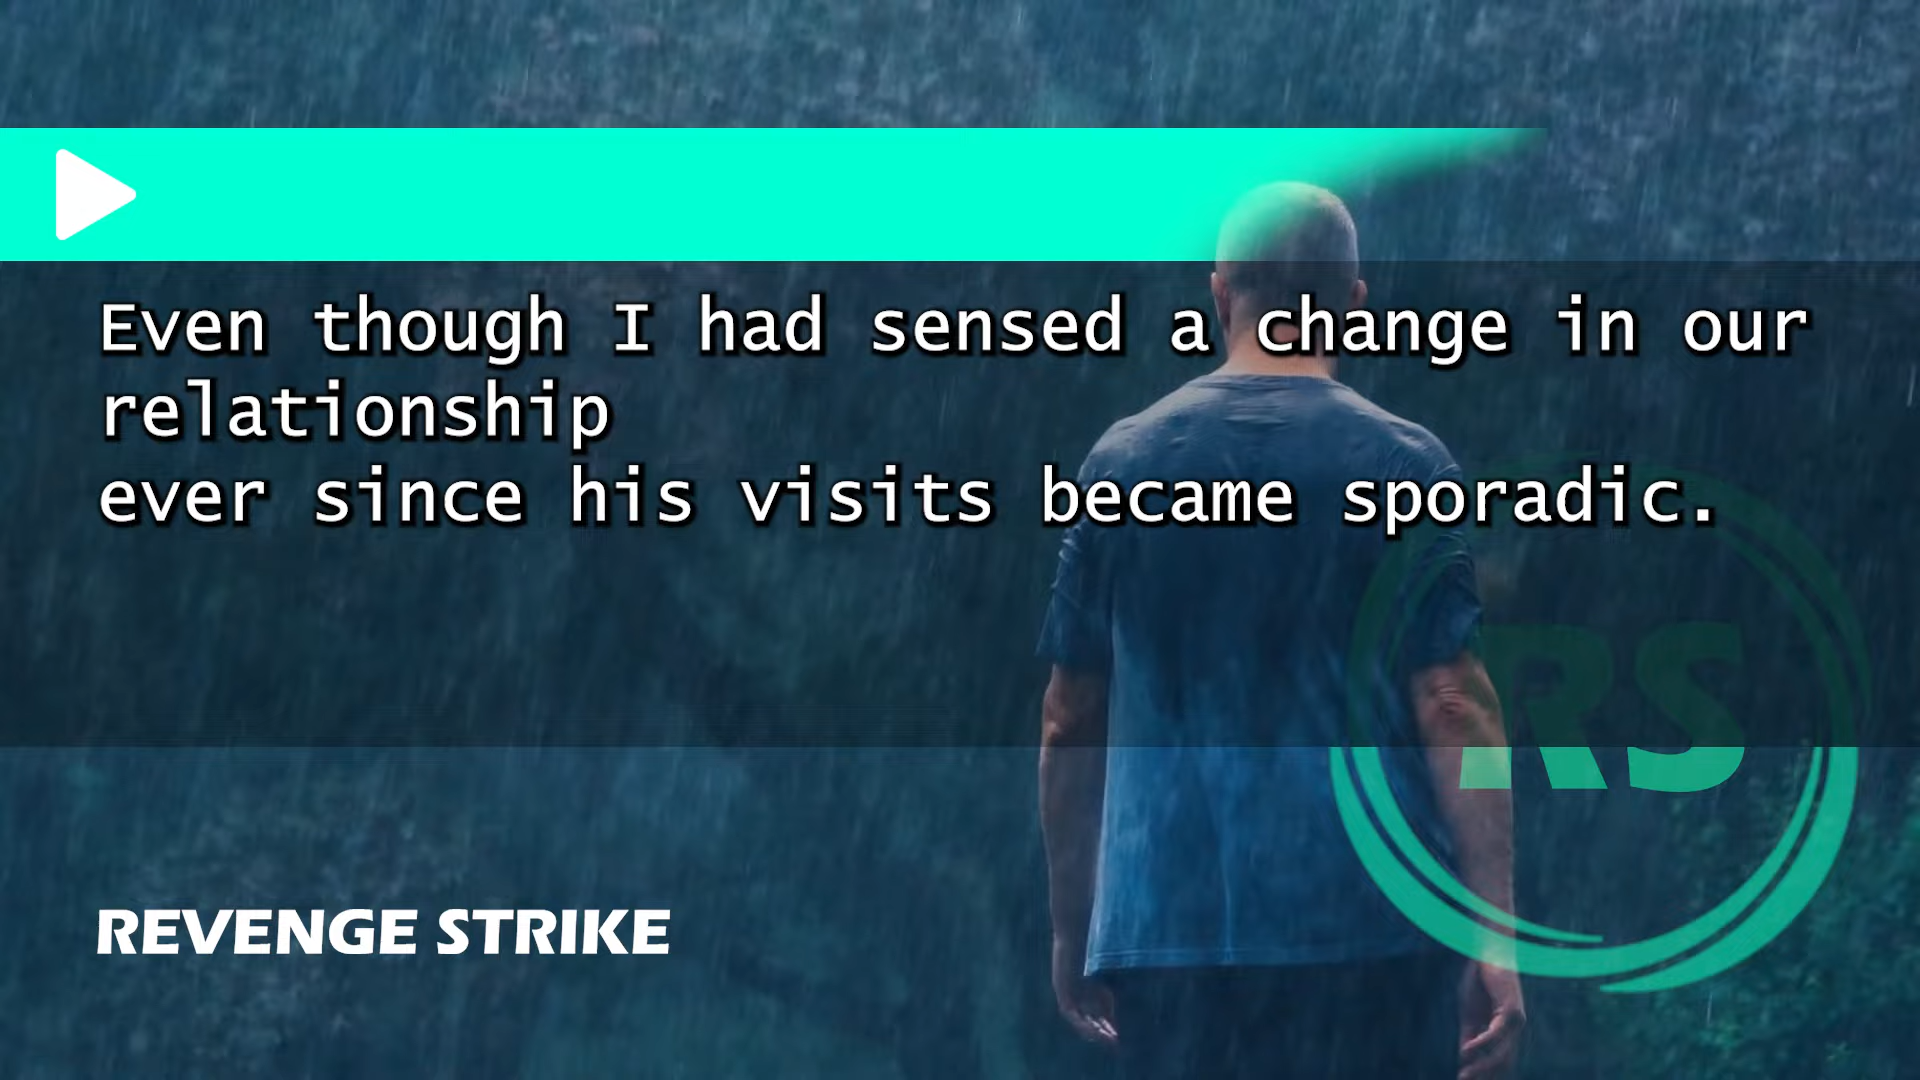 Even though I had sensed a change in our
relationship
ever since his visits became sporadic.
RS
REVENGE STRIKE